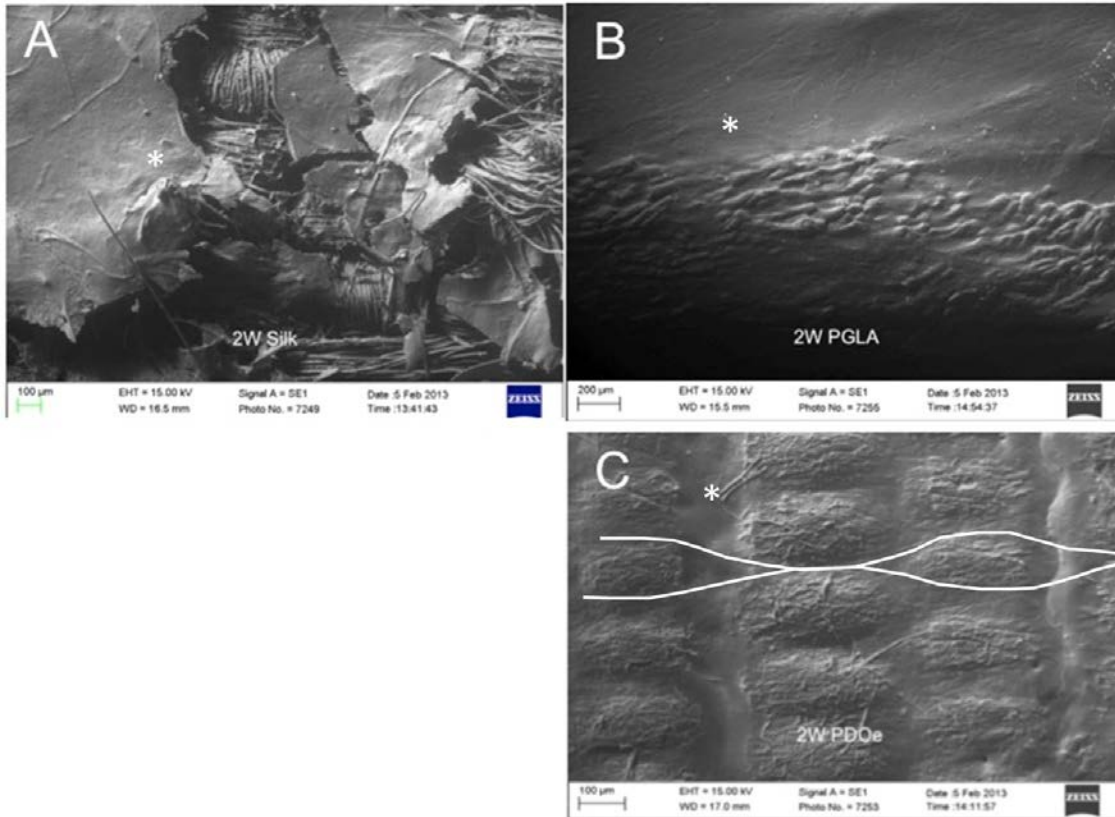 A
*
2W Silk
100 µm
EHT = 15.00 kV Signal A = SE1 Date :5 Feb 2013
WD = 16.5 mm Photo No. = 7249 Time :13:41:43
ZEISS
B
*
2W PGLA
200 µm
EHT = 15.00 kV Signal A = SE1 Date :5 Feb 2013
WD = 15.5 mm Photo No. = 7255 Time :14:54:37
ZEISS
C
*
2W PDOe
100 µm
EHT = 15.00 kV Signal A = SE1 Date :5 Feb 2013
WD = 17.0 mm Photo No. = 7253 Time :14:11:57
ZEISS